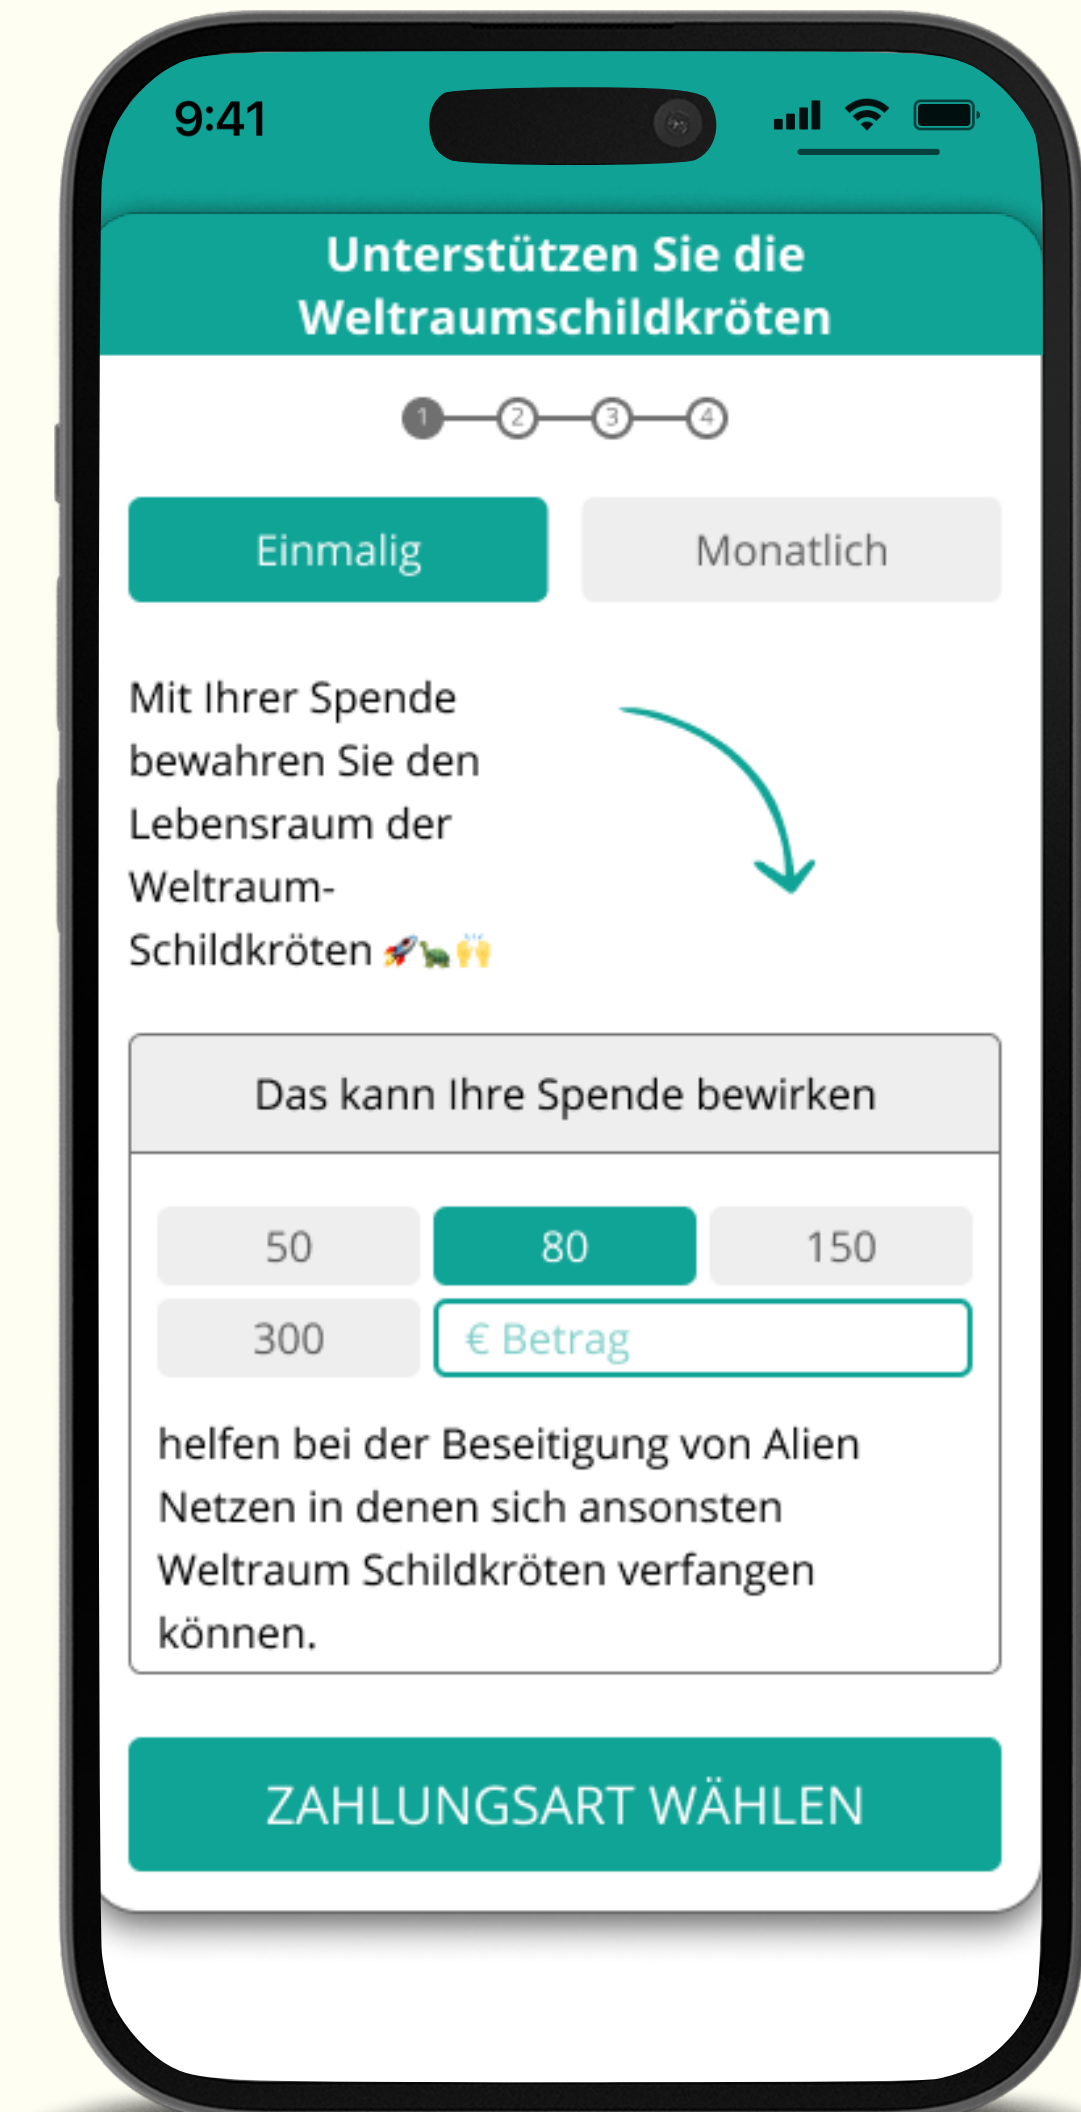 9:41
Unterstützen Sie die
Weltraumschildkröten
1 2 3 4
Einmalig Monatlich
Mit Ihrer Spende
bewahren Sie den
Lebensraum der
Weltraum-
Schildkröten 🚀🐢🙌
Das kann Ihre Spende bewirken
50 80 150
300 € Betrag
helfen bei der Beseitigung von Alien
Netzen in denen sich ansonsten
Weltraum Schildkröten verfangen
können.
ZAHLUNGSART WÄHLEN